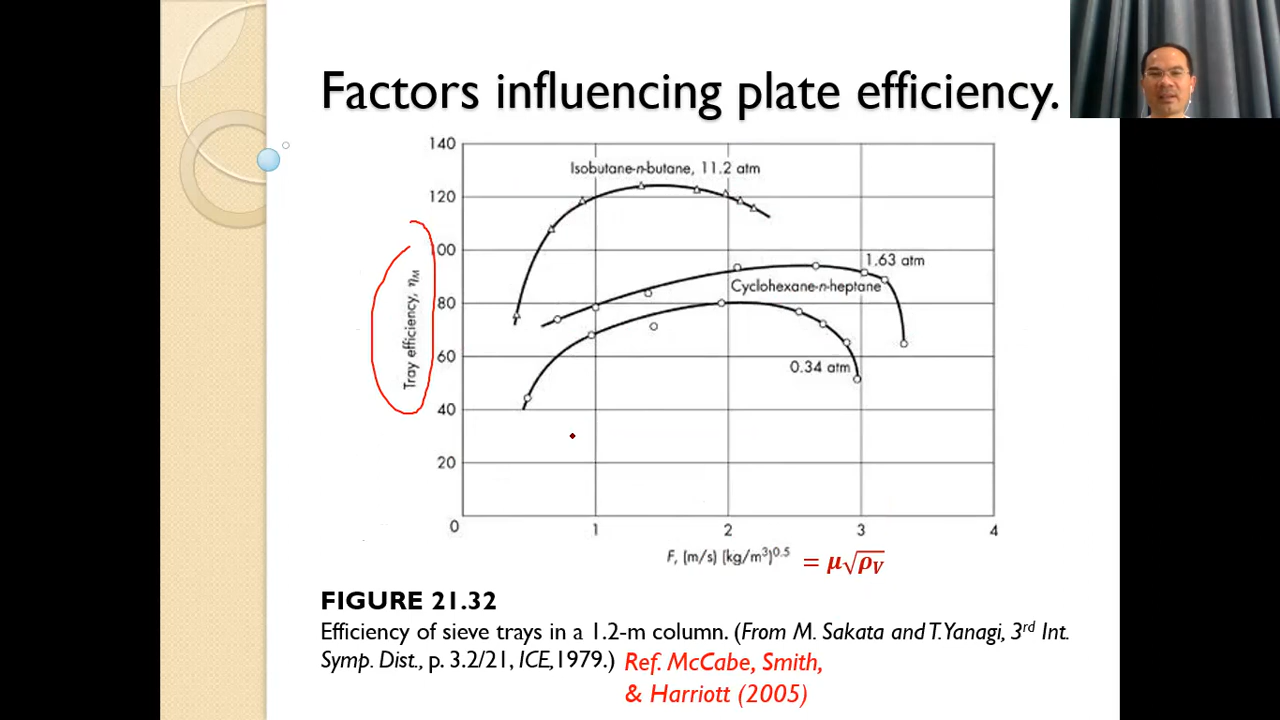 Factors influencing plate efficiency.
140
Isobutane-n-butane, 11.2 atm
120
100
1.63 atm
Cyclohexane-n-heptane
80
Tray efficiency, ηM
60
0.34 atm
40
20
0
1
2
3
4
F, (m/s) (kg/m³)^0.5 = μ√ρV
FIGURE 21.32
Efficiency of sieve trays in a 1.2-m column. (From M. Sakata and T. Yanagi, 3rd Int.
Symp. Dist., p. 3.2/21, ICE, 1979.) Ref. McCabe, Smith,
& Harriott (2005)